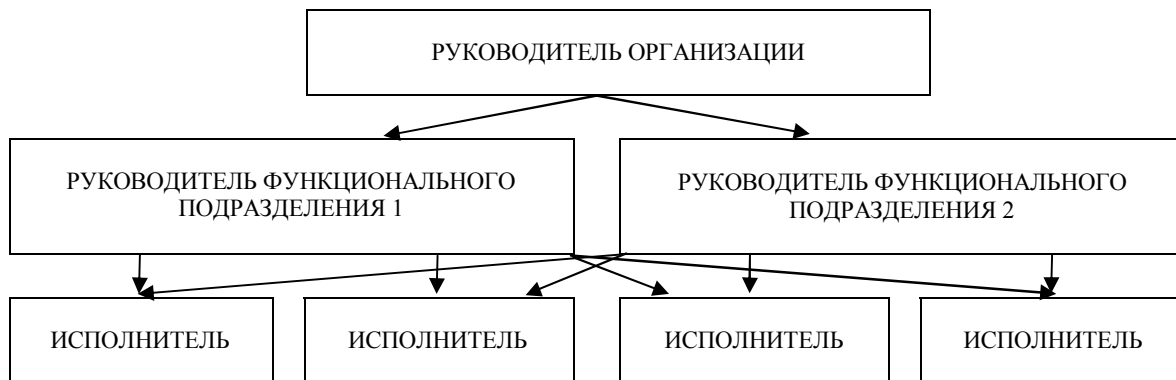 РУКОВОДИТЕЛЬ ОРГАНИЗАЦИИ
РУКОВОДИТЕЛЬ ФУНКЦИОНАЛЬНОГО
ПОДРАЗДЕЛЕНИЯ 1
РУКОВОДИТЕЛЬ ФУНКЦИОНАЛЬНОГО
ПОДРАЗДЕЛЕНИЯ 2
ИСПОЛНИТЕЛЬ
ИСПОЛНИТЕЛЬ
ИСПОЛНИТЕЛЬ
ИСПОЛНИТЕЛЬ